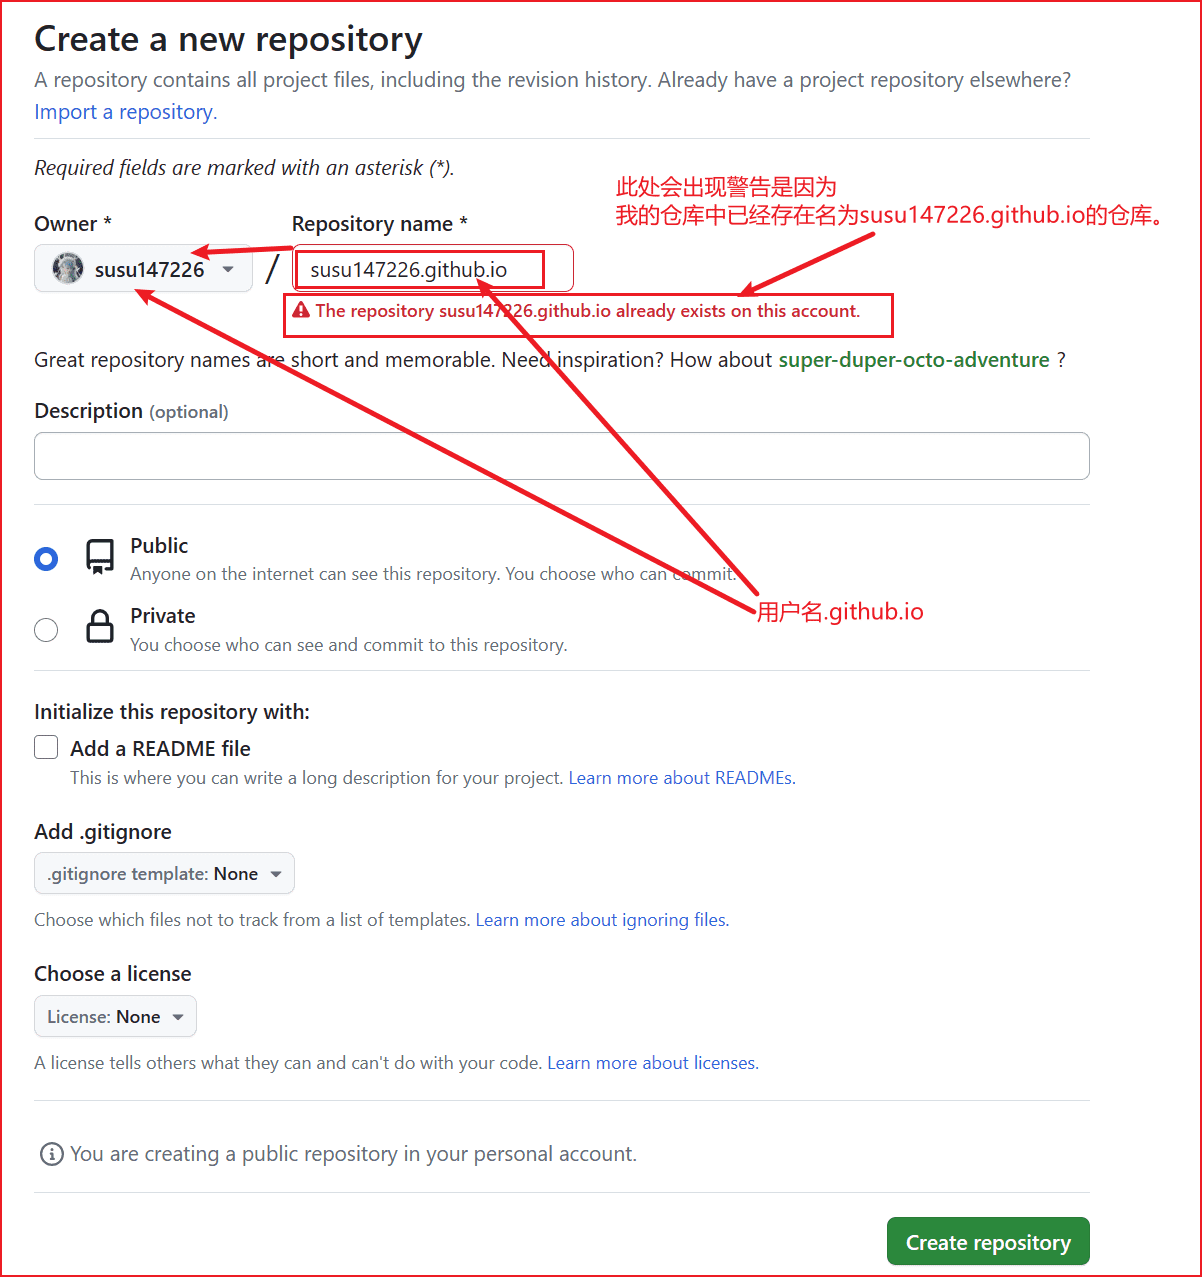 Create a new repository
A repository contains all project files, including the revision history. Already have a project repository elsewhere?
Import a repository.
Required fields are marked with an asterisk (*).
此处会出现警告是因为
我的仓库中已经存在名为susu147226.github.io的仓库。
Owner *
Repository name *
susu147226
/
susu147226.github.io
The repository susu147226.github.io already exists on this account.
Great repository names are short and memorable. Need inspiration? How about super-duper-octo-adventure ?
Description (optional)
Public
Anyone on the internet can see this repository. You choose who can commit.
用户名.github.io
Private
You choose who can see and commit to this repository.
Initialize this repository with:
Add a README file
This is where you can write a long description for your project. Learn more about READMEs.
Add .gitignore
.gitignore template: None
Choose which files not to track from a list of templates. Learn more about ignoring files.
Choose a license
License: None
A license tells others what they can and can't do with your code. Learn more about licenses.
You are creating a public repository in your personal account.
Create repository